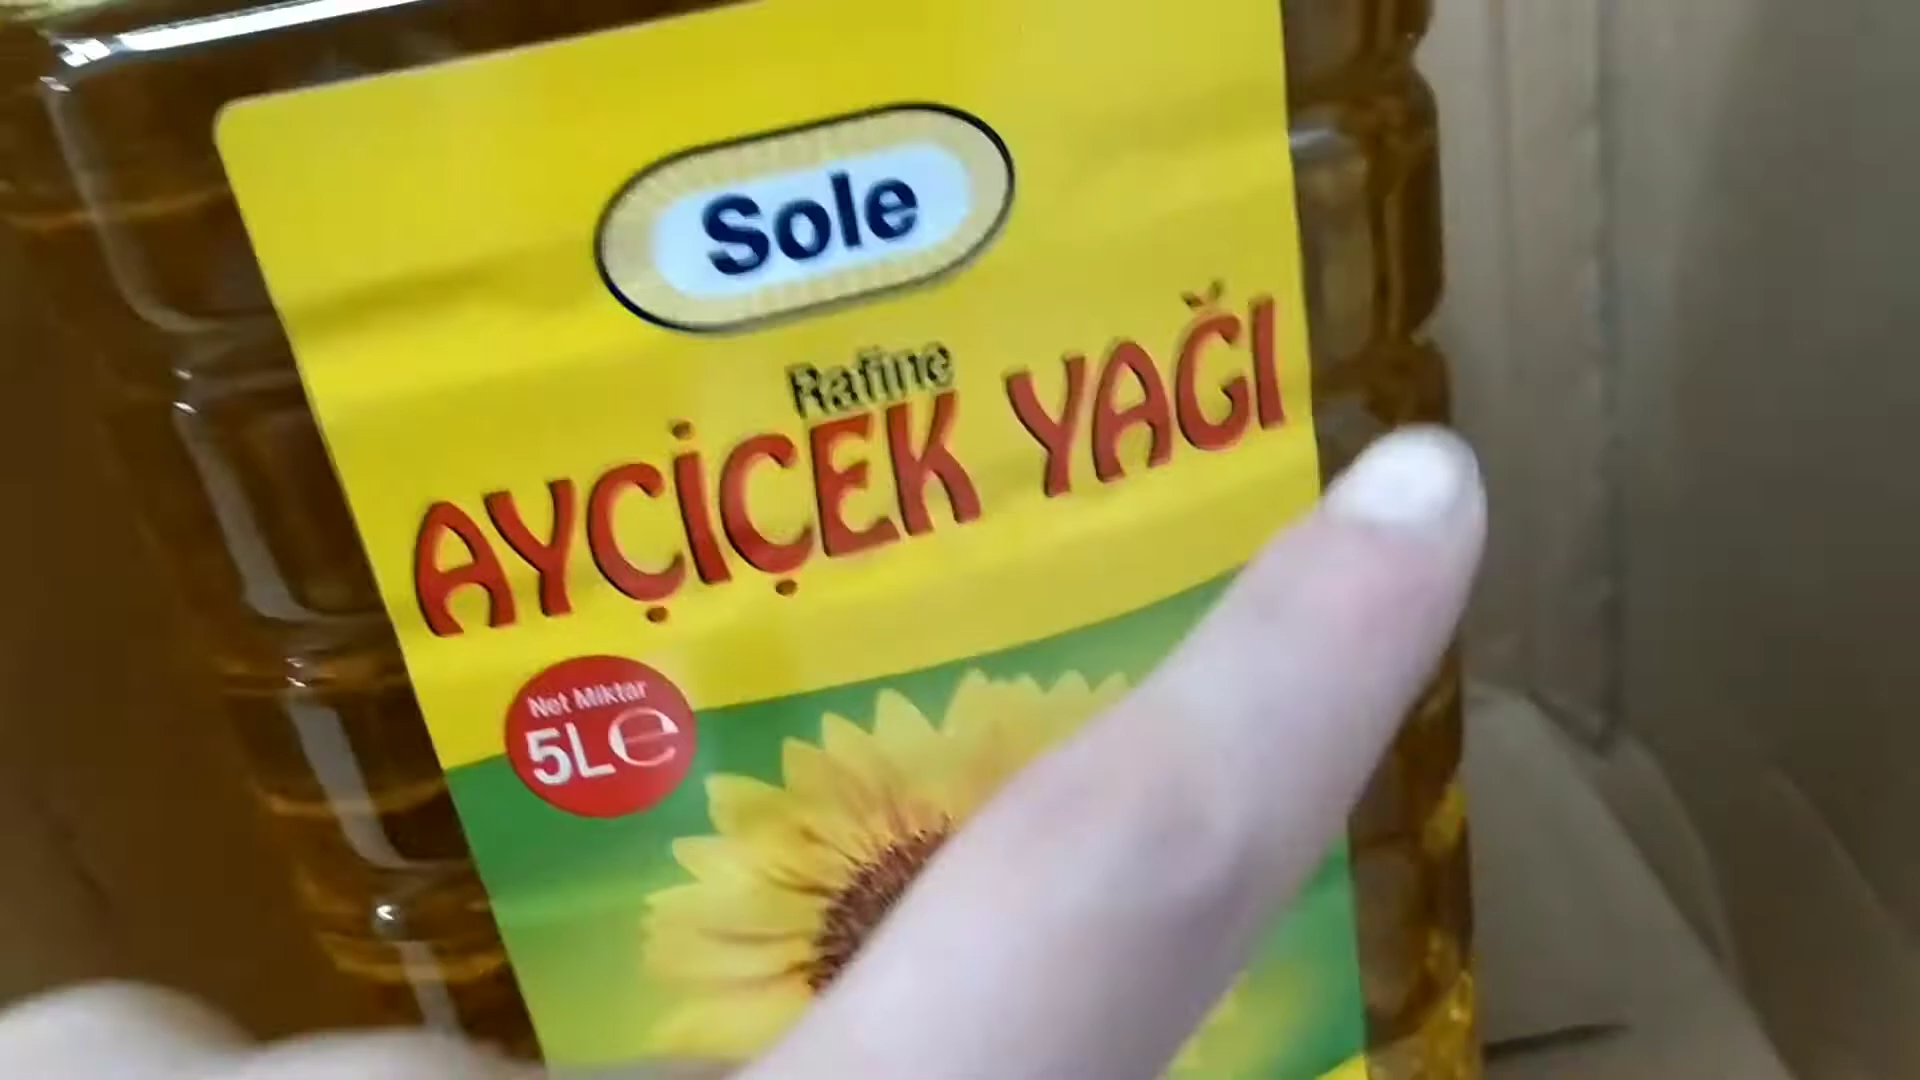 Sole
Rafine
AYÇİÇEK YAĞI
Net Miktar
5L℮